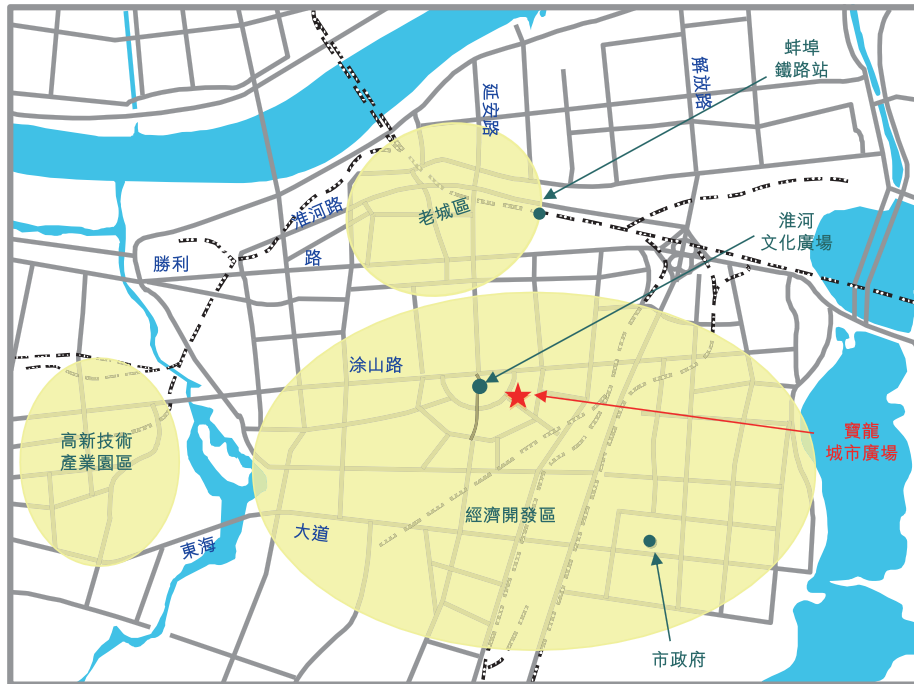 蚌埠
鐵路站
延安路
解放路
淮河路
老城區
淮河
文化廣場
勝利
路
涂山路
高新技術
產業園區
寶龍
城市廣場
經濟開發區
東海
大道
市政府